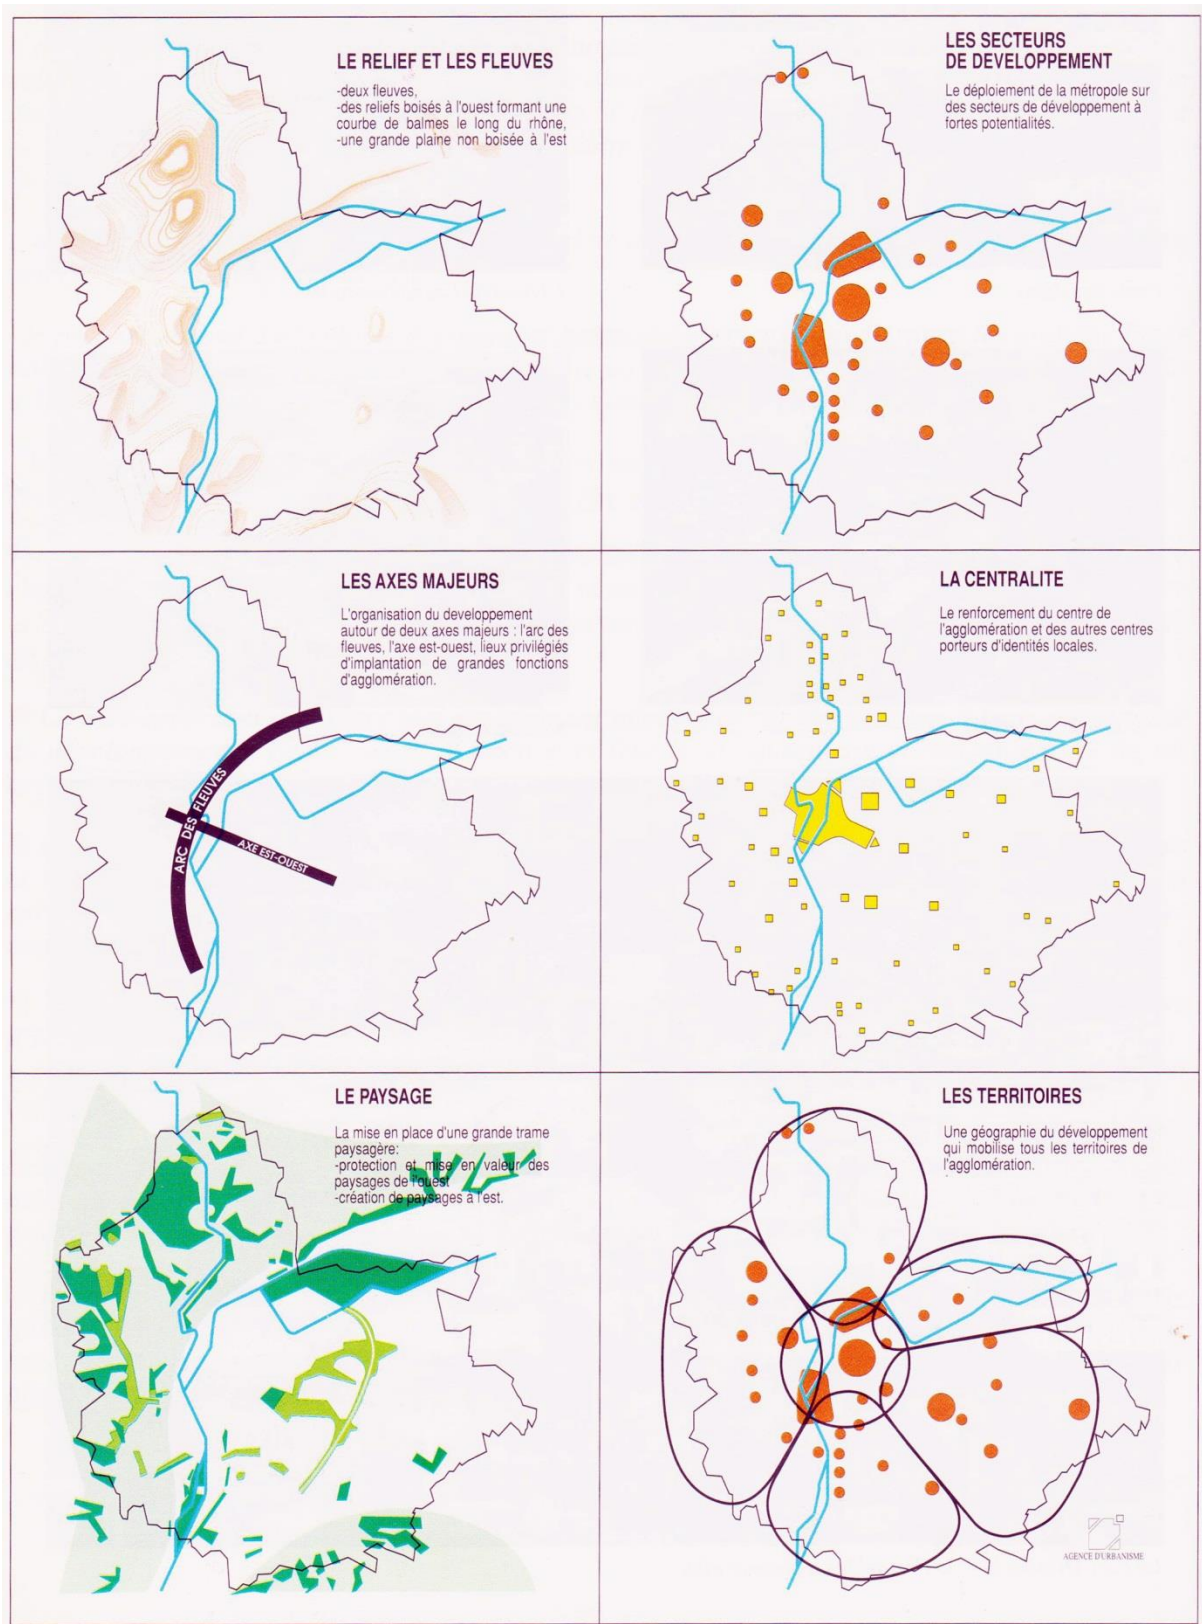 LE RELIEF ET LES FLEUVES
-deux fleuves,
-des reliefs boisés à l'ouest formant une
courbe de balmes le long du rhône,
-une grande plaine non boisée à l'est
LES SECTEURS
DE DEVELOPPEMENT
Le déploiement de la métropole sur
des secteurs de développement à
fortes potentialités.
LES AXES MAJEURS
L'organisation du developpement
autour de deux axes majeurs : l'arc des
fleuves, l'axe est-ouest, lieux privilégiés
d'implantation de grandes fonctions
d'agglomération.
ARC DES FLEUVES
AXE EST-OUEST
LA CENTRALITE
Le renforcement du centre de
l'agglomération et des autres centres
porteurs d'identités locales.
LE PAYSAGE
La mise en place d'une grande trame
paysagère:
-protection et mise en valeur des
paysages de l'ouest
-création de paysages à l'est.
LES TERRITOIRES
Une géographie du développement
qui mobilise tous les territoires de
l'agglomération.
AGENCE D'URBANISME